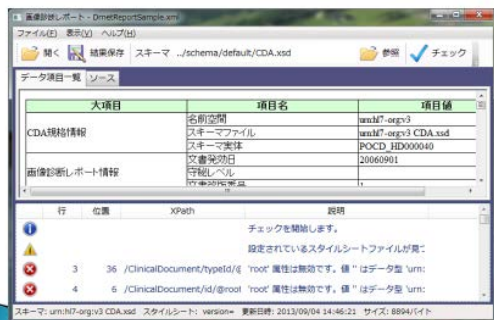 画像診断レポート - DrnetReportSample.xml
ファイル(F) 表示(V) ヘルプ(H)
開く 結果保存 スキーマ ../schema/default/CDA.xsd 参照 チェック
データ項目一覧 ソース
大項目 項目名 項目値
CDA規格情報 名前空間 urn:hl7-org:v3
スキーマファイル urn:hl7-org:v3 CDA.xsd
スキーマ実体 POCD_HD000040
画像診断レポート情報 文書発効日 20060901
守秘レベル
文書改版番号 1
行 位置 XPath 説明
チェックを開始します。
設定されているスタイルシートファイルが見つ
3 36 /ClinicalDocument/typeId/@ 'root' 属性は無効です。値 '' はデータ型 'urn:
4 6 /ClinicalDocument/id/@root 'root' 属性は無効です。値 '' はデータ型 'urn:
スキーマ: urn:hl7-org:v3 CDA.xsd スタイルシート: version= 更新日時: 2013/09/04 14:46:21 サイズ: 8894バイト